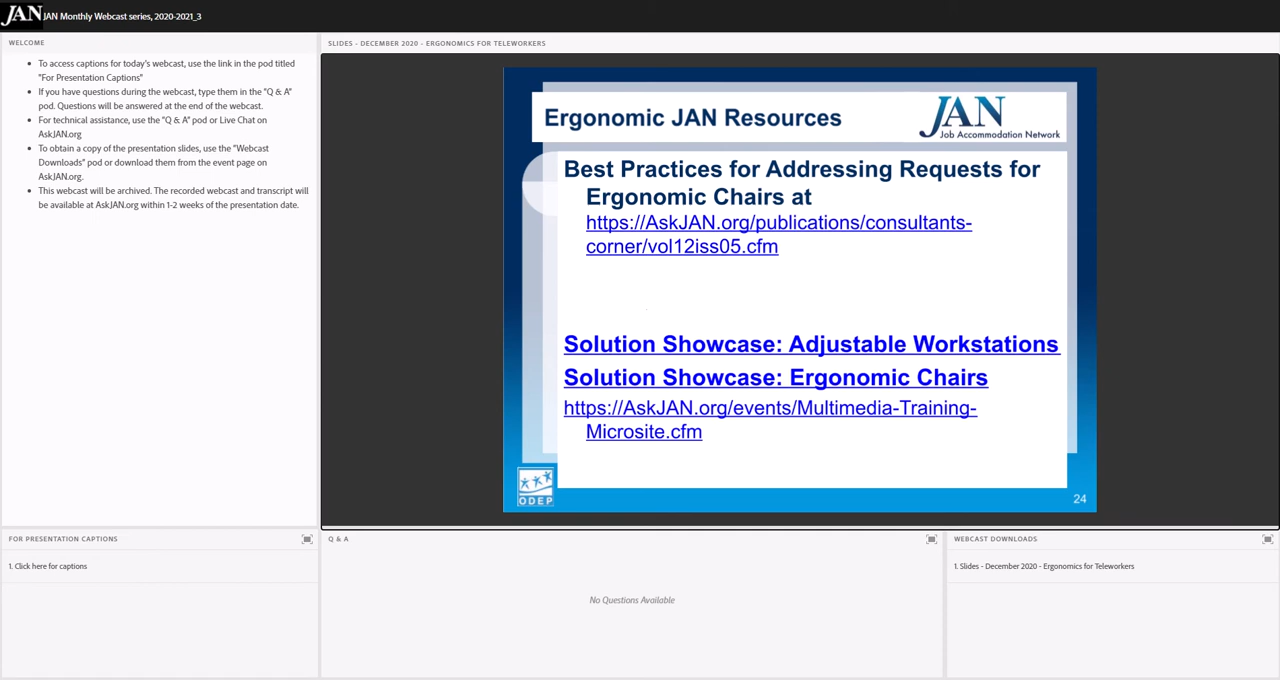 JAN JAN Monthly Webcast series, 2020-2021_3
WELCOME
To access captions for today's webcast, use the link in the pod titled
"For Presentation Captions"
If you have questions during the webcast, type them in the "Q & A"
pod. Questions will be answered at the end of the webcast.
For technical assistance, use the "Q & A" pod or Live Chat on
AskJAN.org
To obtain a copy of the presentation slides, use the "Webcast
Downloads" pod or download them from the event page on
AskJAN.org.
This webcast will be archived. The recorded webcast and transcript will
be available at AskJAN.org within 1-2 weeks of the presentation date.
SLIDES - DECEMBER 2020 - ERGONOMICS FOR TELEWORKERS
Ergonomic JAN Resources
JAN
Job Accommodation Network
Best Practices for Addressing Requests for
Ergonomic Chairs at
https://AskJAN.org/publications/consultants-
corner/vol12iss05.cfm
Solution Showcase: Adjustable Workstations
Solution Showcase: Ergonomic Chairs
https://AskJAN.org/events/Multimedia-Training-
Microsite.cfm
ODEP
24
FOR PRESENTATION CAPTIONS
1. Click here for captions
Q & A
No Questions Available
WEBCAST DOWNLOADS
1. Slides - December 2020 - Ergonomics for Teleworkers